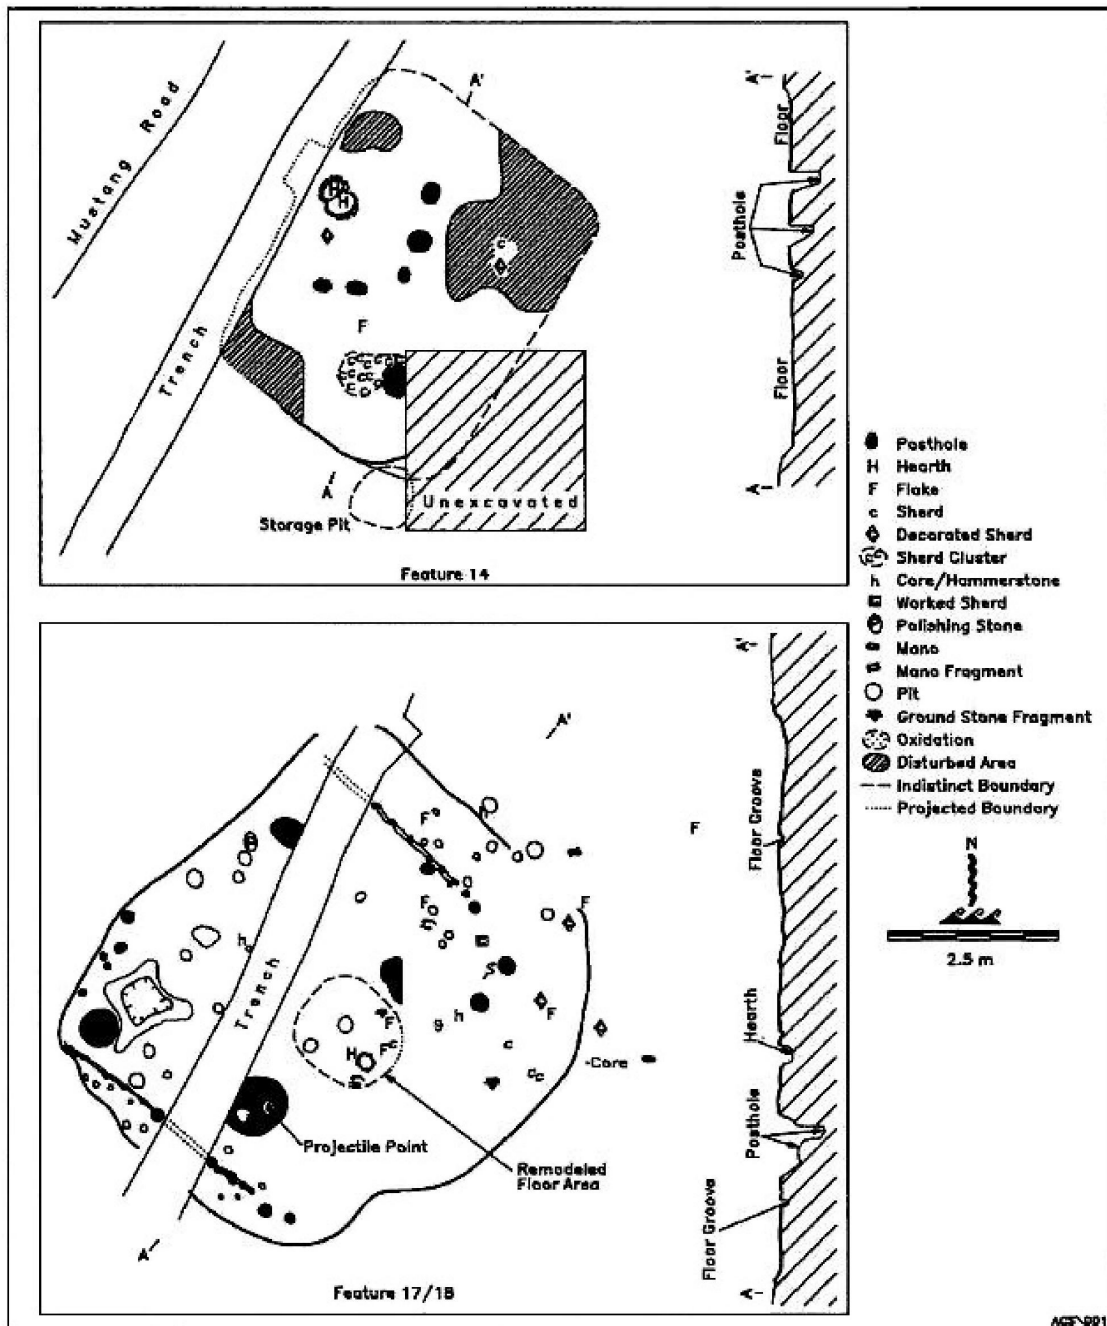 Mustang Road
Trench
A'
H
H
c
F
c c c c
c c c c
c c c
A
Storage Pit
Unexcavated
Feature 14
A'
Floor
Posthole
Floor
A
Posthole
H Hearth
F Flake
c Sherd
Decorated Sherd
Sherd Cluster
h Core/Hammerstone
Worked Sherd
Polishing Stone
Mano
Mano Fragment
Pit
Ground Stone Fragment
Oxidation
Disturbed Area
Indistinct Boundary
Projected Boundary
N
2.5 m
A'
F
h
F
F
F
h
Trench
F
F
h
H
F c
c
cc
Core
Projectile Point
Remodeled
Floor Area
A
Feature 17/18
A'
Floor Groove
Hearth
Posthole
Floor Groove
A